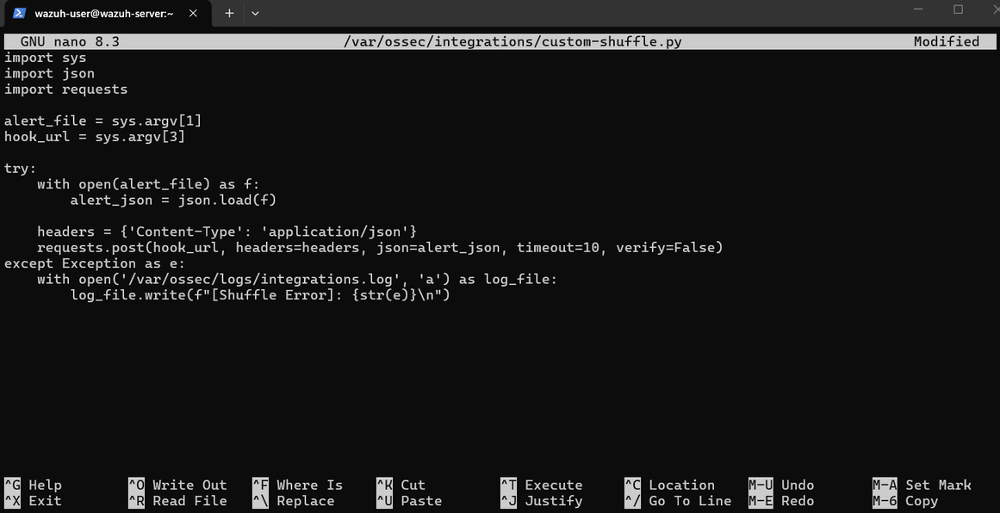 wazuh-user@wazuh-server:~
GNU nano 8.3 /var/ossec/integrations/custom-shuffle.py Modified
import sys
import json
import requests
alert_file = sys.argv[1]
hook_url = sys.argv[3]
try:
    with open(alert_file) as f:
        alert_json = json.load(f)
    headers = {'Content-Type': 'application/json'}
    requests.post(hook_url, headers=headers, json=alert_json, timeout=10, verify=False)
except Exception as e:
    with open('/var/ossec/logs/integrations.log', 'a') as log_file:
        log_file.write(f"[Shuffle Error]: {str(e)}\n")
^G Help ^O Write Out ^F Where Is ^K Cut ^T Execute ^C Location M-U Undo M-A Set Mark
^X Exit ^R Read File ^\ Replace ^U Paste ^J Justify ^/ Go To Line M-E Redo M-6 Copy